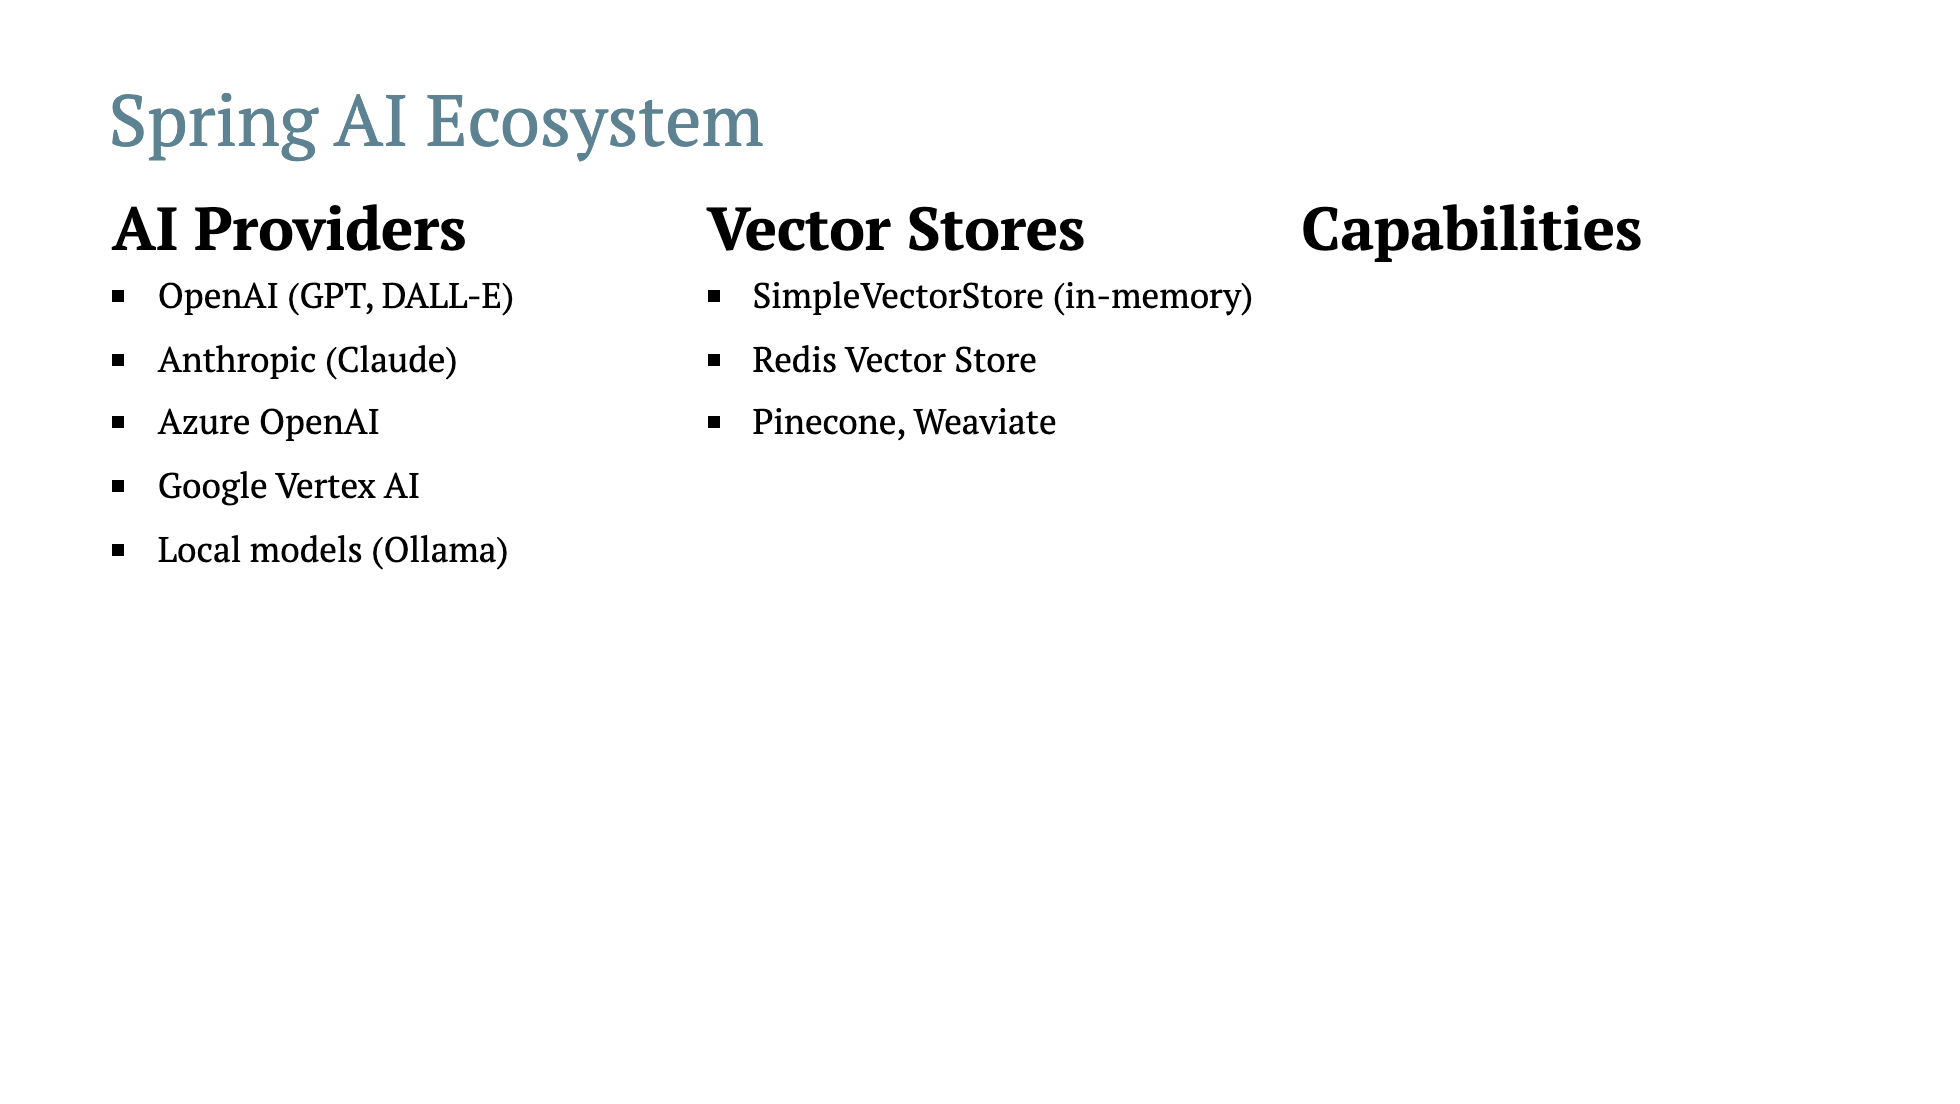 Spring AI Ecosystem
AI Providers
OpenAI (GPT, DALL-E)
Anthropic (Claude)
Azure OpenAI
Google Vertex AI
Local models (Ollama)
Vector Stores
SimpleVectorStore (in-memory)
Redis Vector Store
Pinecone, Weaviate
Capabilities